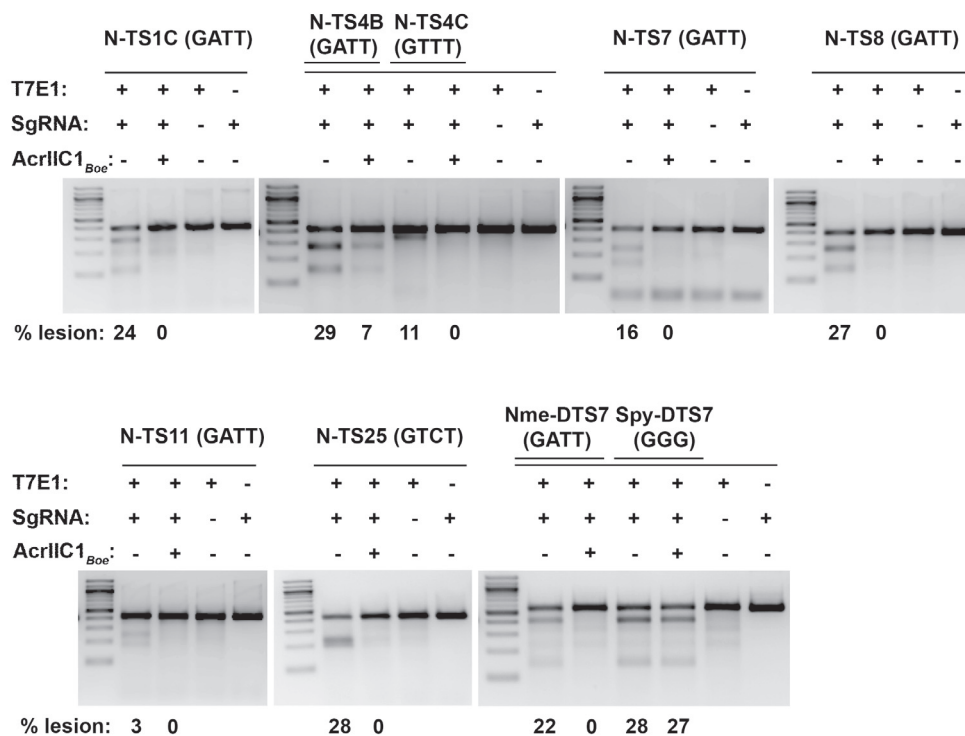 N-TS1C (GATT)
N-TS4B (GATT)
N-TS4C (GTTT)
N-TS7 (GATT)
N-TS8 (GATT)
T7E1: + + + - + + + + + - + + + - + + + -
SgRNA: + + - + + + + + - + + + - + + + - +
AcrIIC1Boe: - + - + - + - + - +
% lesion: 24 0 29 7 11 0 16 0 27 0
N-TS11 (GATT)
N-TS25 (GTCT)
Nme-DTS7 (GATT)
Spy-DTS7 (GGG)
T7E1: + + + - + + + - + + + + + -
SgRNA: + + - + + + - + + + + + - +
AcrIIC1Boe: - + - + - + - +
% lesion: 3 0 28 0 22 0 28 27